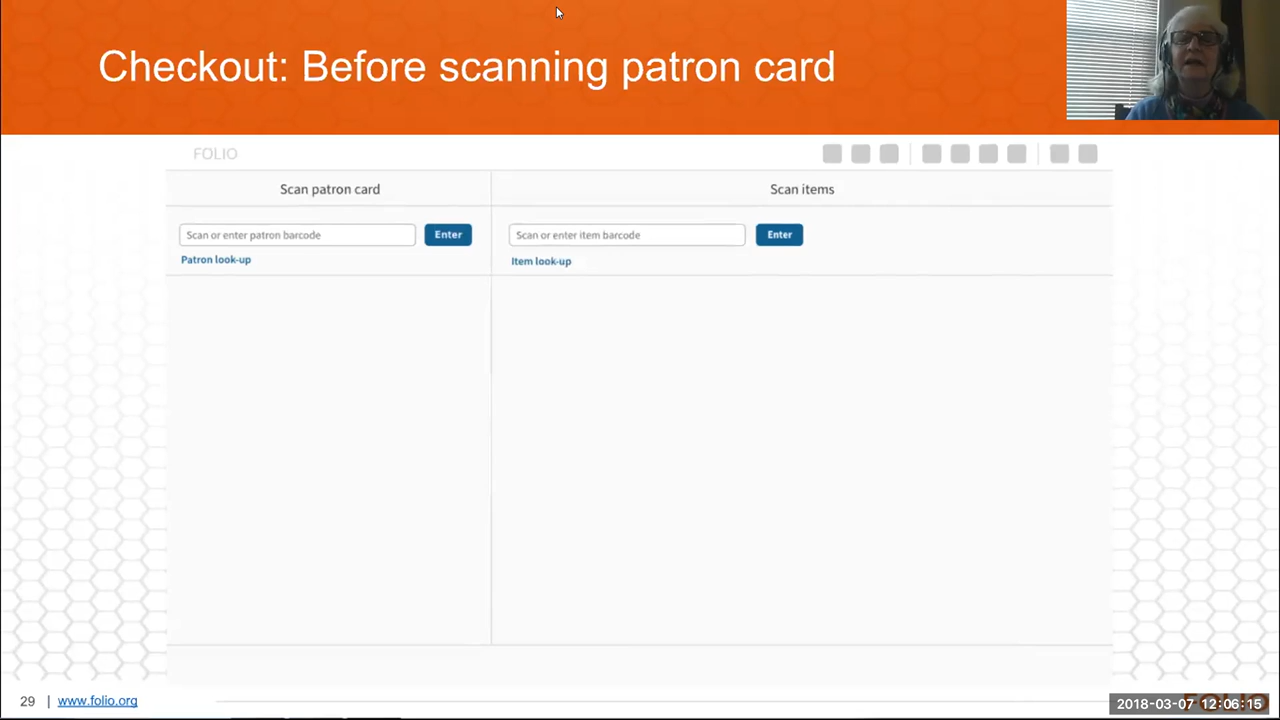 Checkout: Before scanning patron card
FOLIO
Scan patron card
Scan items
Scan or enter patron barcode
Enter
Scan or enter item barcode
Enter
Patron look-up
Item look-up
29 | www.folio.org
FOLIO
2018-03-07 12:06:15